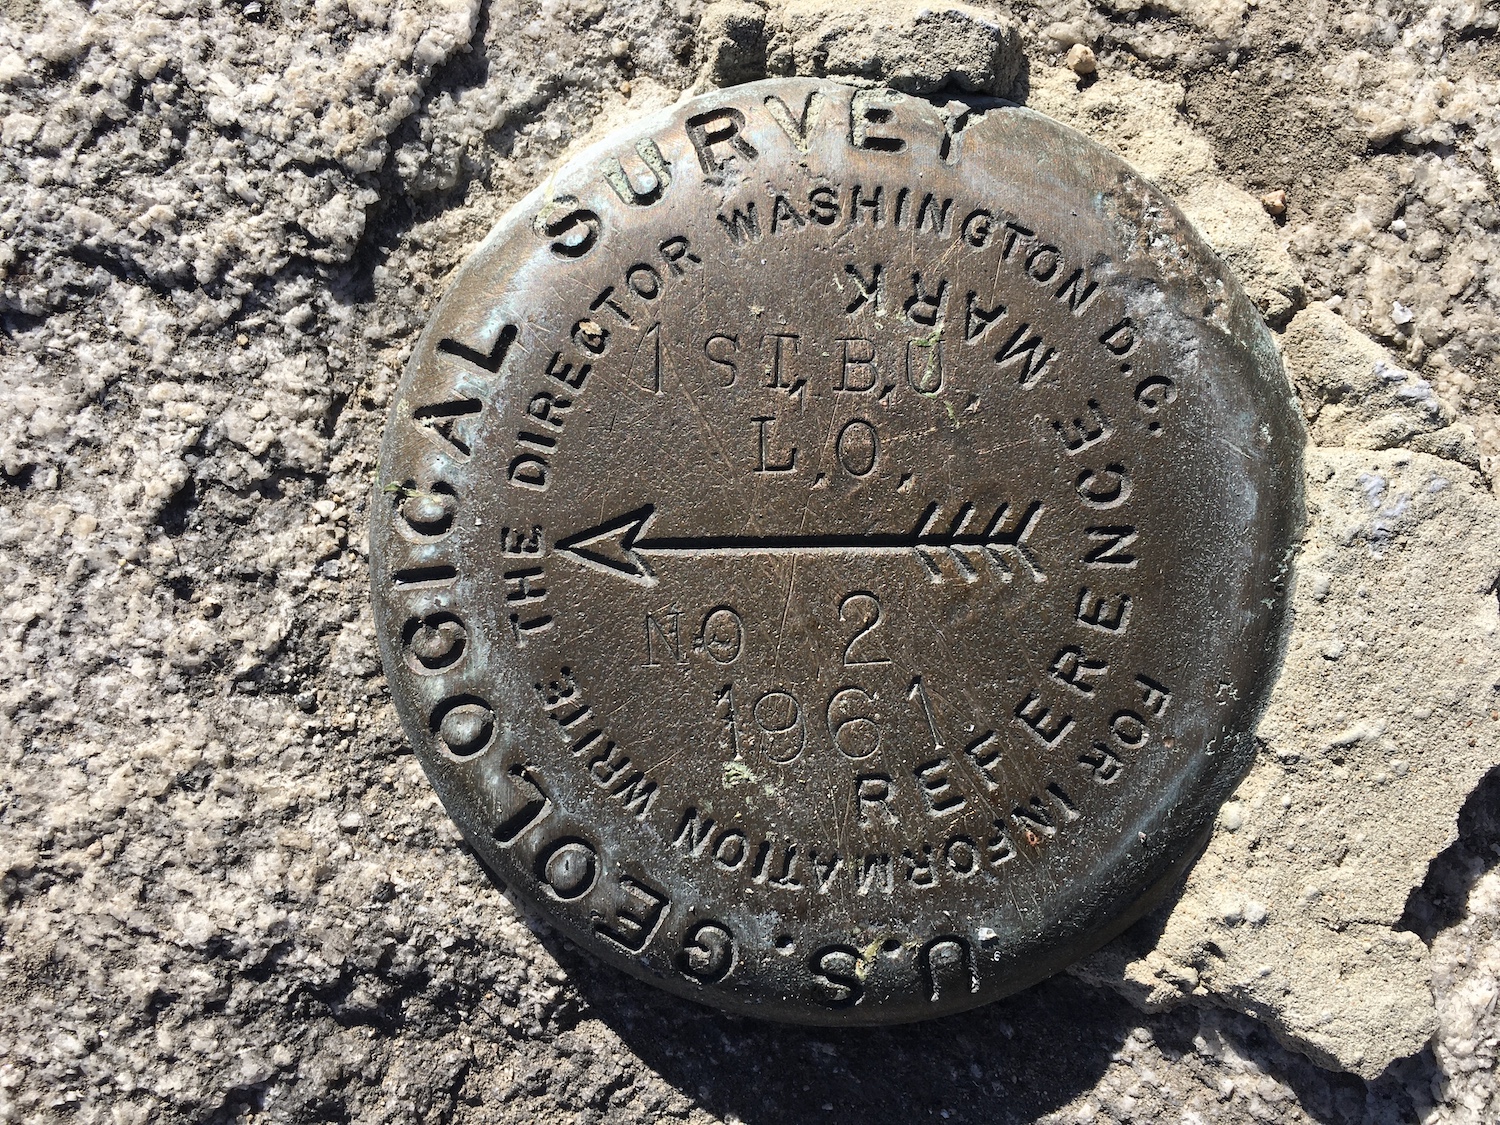 U.S. GEOLOGICAL SURVEY
FOR INFORMATION WRITE THE DIRECTOR WASHINGTON D.C.
REFERENCE MARK
1 ST, B, U,
L, O,
NO 2
1961